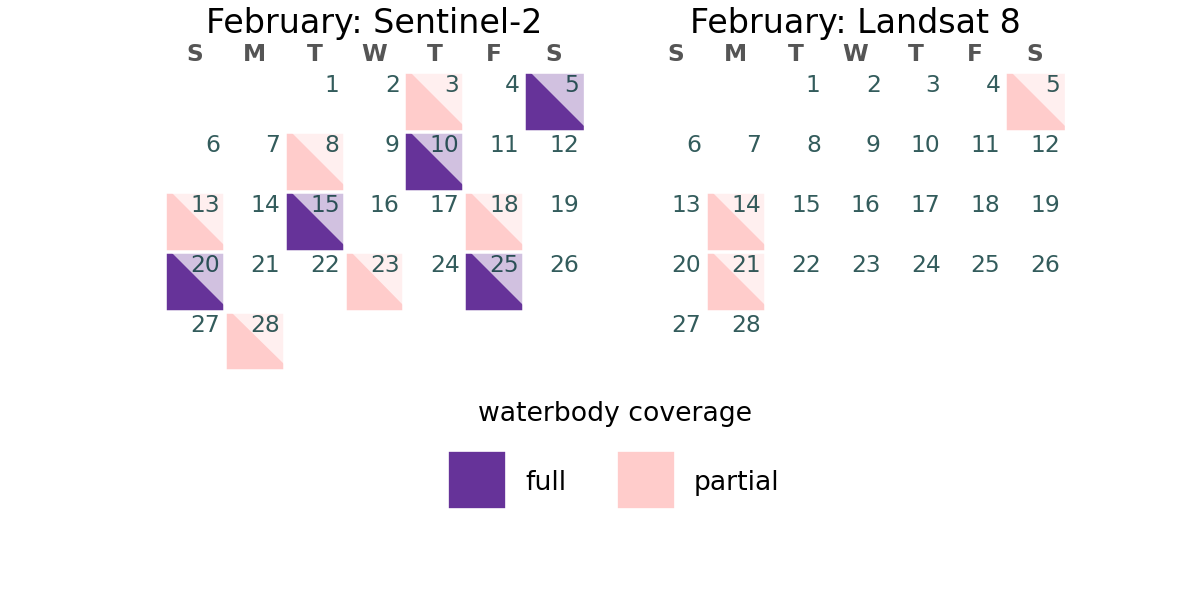 February: Sentinel-2
S M T W T F S
1 2 3 4 5
6 7 8 9 10 11 12
13 14 15 16 17 18 19
20 21 22 23 24 25 26
27 28
February: Landsat 8
S M T W T F S
1 2 3 4 5
6 7 8 9 10 11 12
13 14 15 16 17 18 19
20 21 22 23 24 25 26
27 28
waterbody coverage
full partial